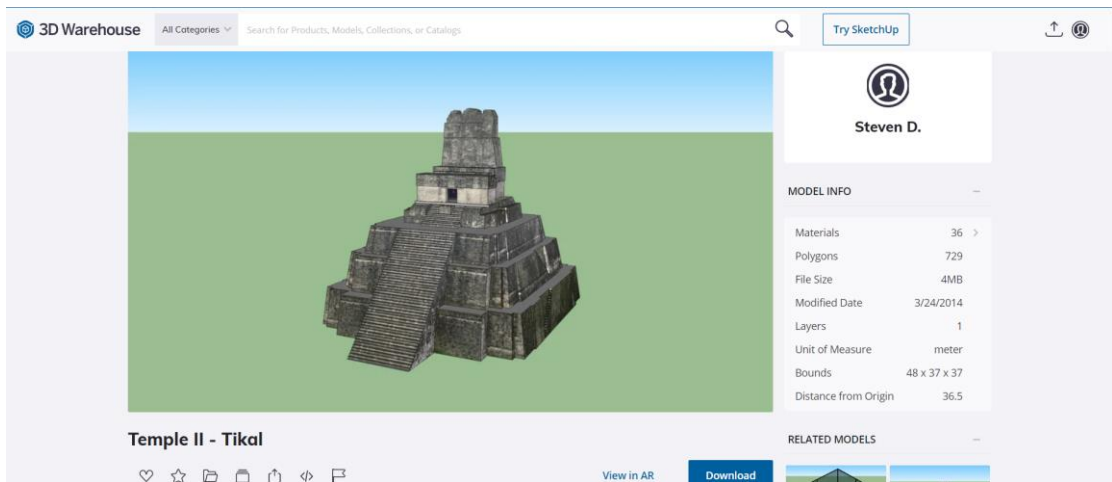 3D Warehouse
All Categories
Search for Products, Models, Collections, or Catalogs
Try SketchUp
Steven D.
MODEL INFO
Materials 36
Polygons 729
File Size 4MB
Modified Date 3/24/2014
Layers 1
Unit of Measure meter
Bounds 48 x 37 x 37
Distance from Origin 36.5
Temple II - Tikal
RELATED MODELS
View in AR
Download